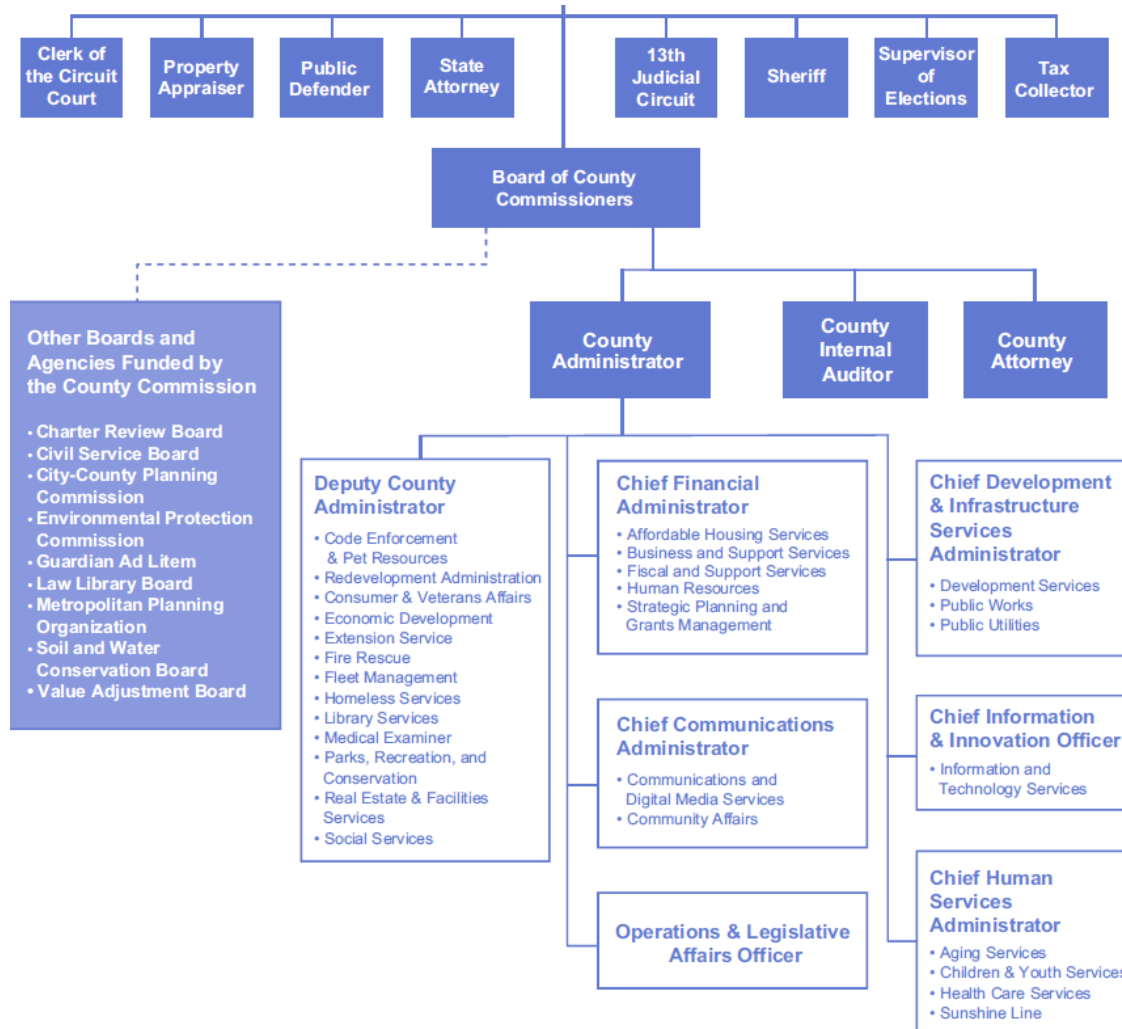 Clerk of
the Circuit
Court
Property
Appraiser
Public
Defender
State
Attorney
13th
Judicial
Circuit
Sheriff
Supervisor
of
Elections
Tax
Collector
Board of County
Commissioners
Other Boards and
Agencies Funded by
the County Commission
• Charter Review Board
• Civil Service Board
• City-County Planning
Commission
• Environmental Protection
Commission
• Guardian Ad Litem
• Law Library Board
• Metropolitan Planning
Organization
• Soil and Water
Conservation Board
• Value Adjustment Board
County
Administrator
County
Internal
Auditor
County
Attorney
Deputy County
Administrator
• Code Enforcement
& Pet Resources
• Redevelopment Administration
• Consumer & Veterans Affairs
• Economic Development
• Extension Service
• Fire Rescue
• Fleet Management
• Homeless Services
• Library Services
• Medical Examiner
• Parks, Recreation, and
Conservation
• Real Estate & Facilities
Services
• Social Services
Chief Financial
Administrator
• Affordable Housing Services
• Business and Support Services
• Fiscal and Support Services
• Human Resources
• Strategic Planning and
Grants Management
Chief Communications
Administrator
• Communications and
Digital Media Services
• Community Affairs
Operations & Legislative
Affairs Officer
Chief Development
& Infrastructure
Services
Administrator
• Development Services
• Public Works
• Public Utilities
Chief Information
& Innovation Officer
• Information and
Technology Services
Chief Human
Services
Administrator
• Aging Services
• Children & Youth Services
• Health Care Services
• Sunshine Line